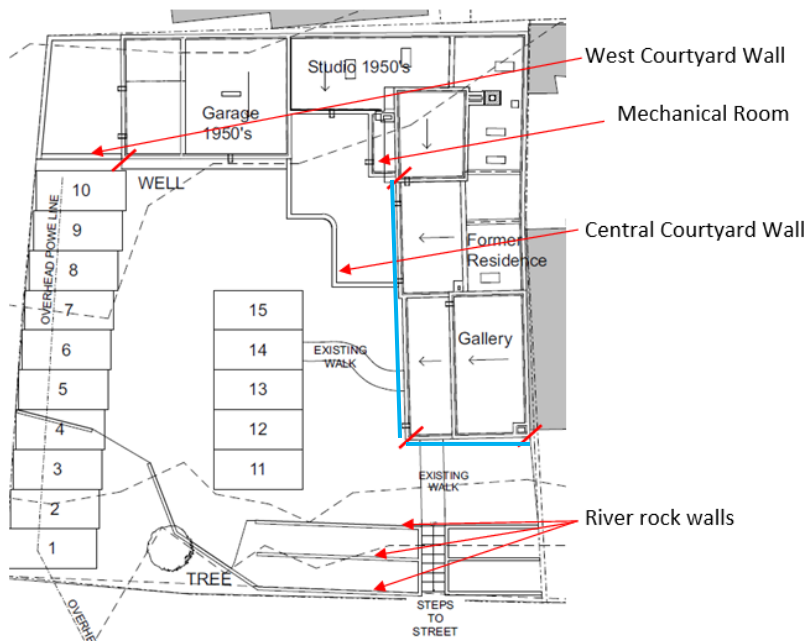 West Courtyard Wall
Studio 1950's
Garage
1950's
Mechanical Room
WELL
10
9
8
7
6
5
4
3
2
1
OVERHEAD POWE LINE
Central Courtyard Wall
Former
Residence
15
14
13
12
11
EXISTING
WALK
Gallery
EXISTING
WALK
River rock walls
TREE
STEPS
TO
STREET
OVERHE